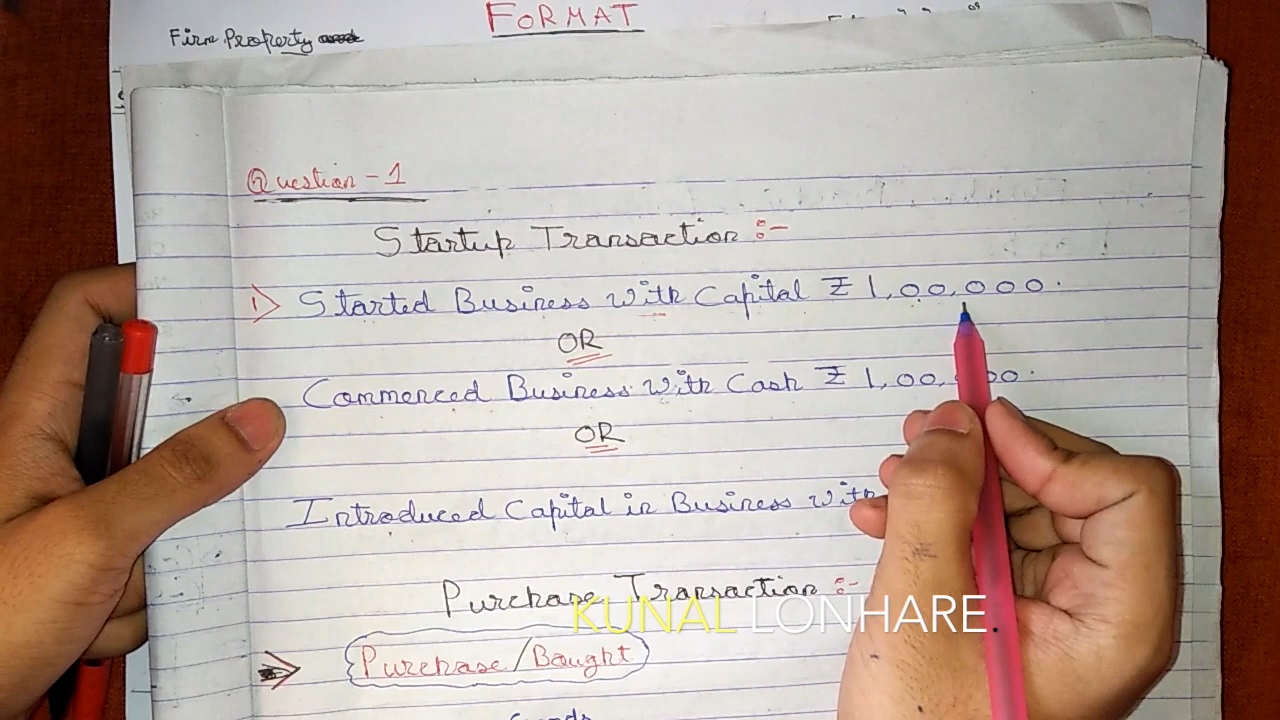 FORMAT
Firm Property
Question - 1
Startup Transaction :-
1) Started Business with Capital ₹ 1,00,000.
OR
Commenced Business with Cash ₹ 1,00,
OR
Introduced Capital in Business with
Purchase Transaction :-
KUNAL LONHARE.
Purchase/Bought